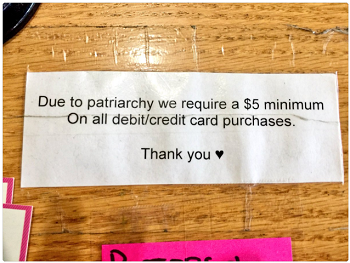 Due to patriarchy we require a $5 minimum
On all debit/credit card purchases.
Thank you ♥